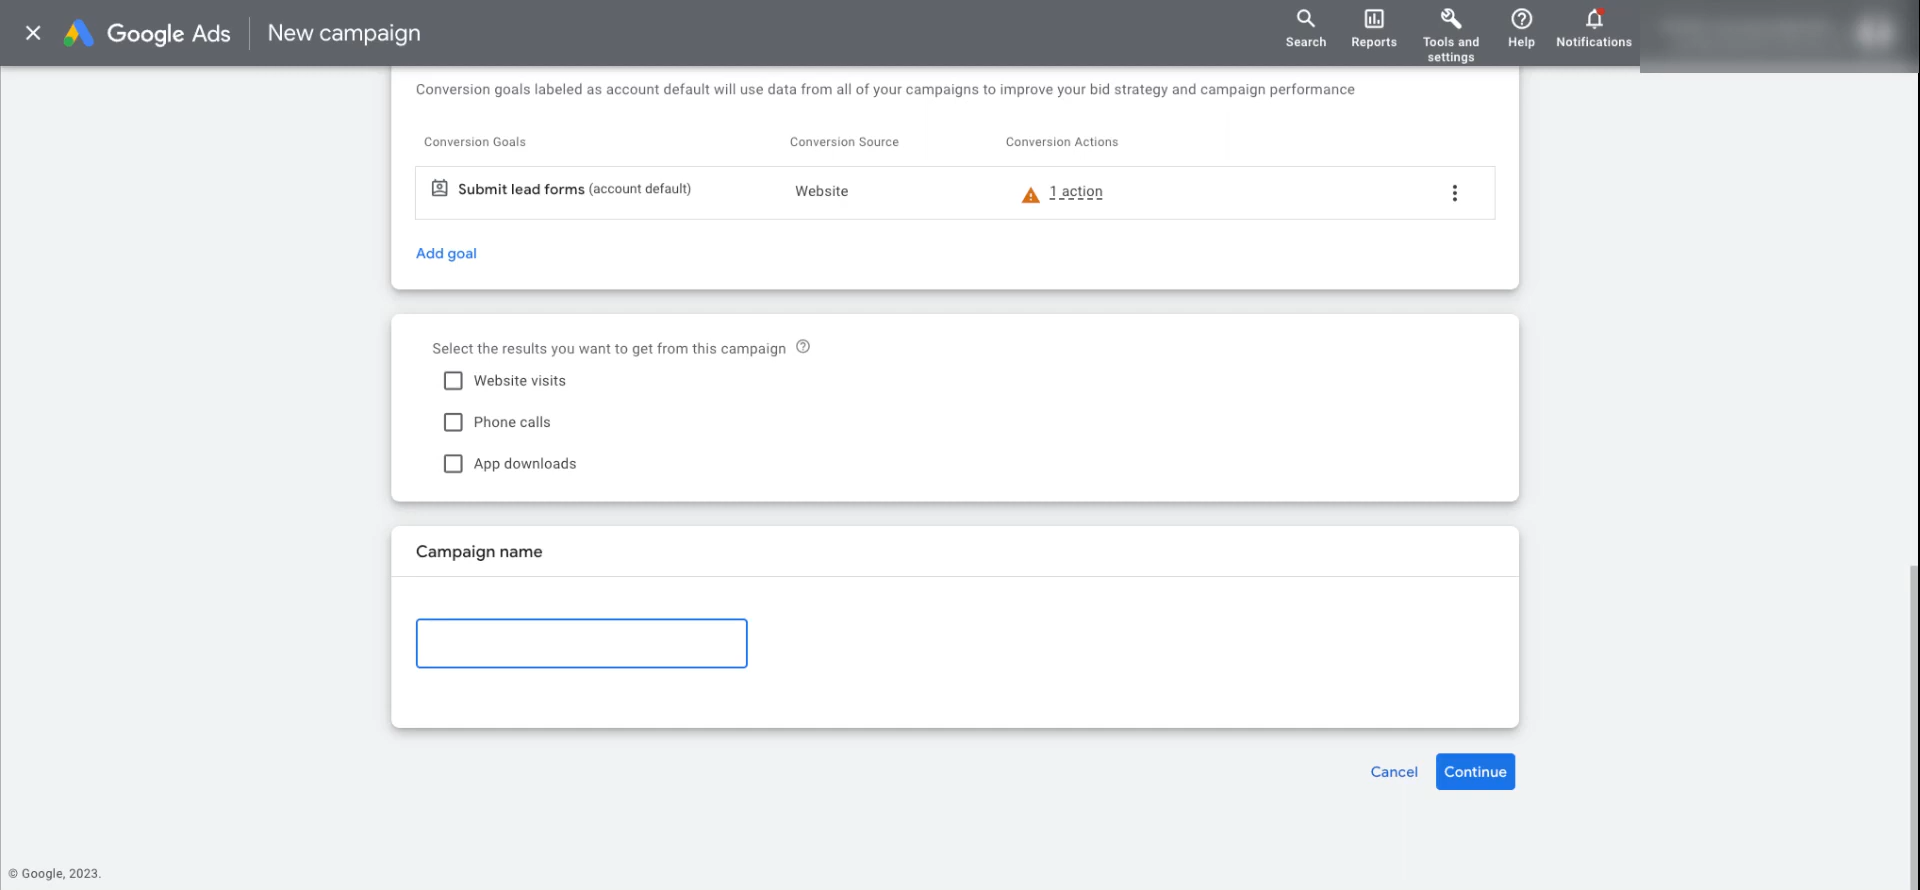 Google Ads
New campaign
Search
Reports
Tools and
settings
Help
Notifications
Conversion goals labeled as account default will use data from all of your campaigns to improve your bid strategy and campaign performance
Conversion Goals Conversion Source Conversion Actions
Submit lead forms (account default) Website 1 action
Add goal
Select the results you want to get from this campaign
Website visits
Phone calls
App downloads
Campaign name
Cancel Continue
© Google, 2023.